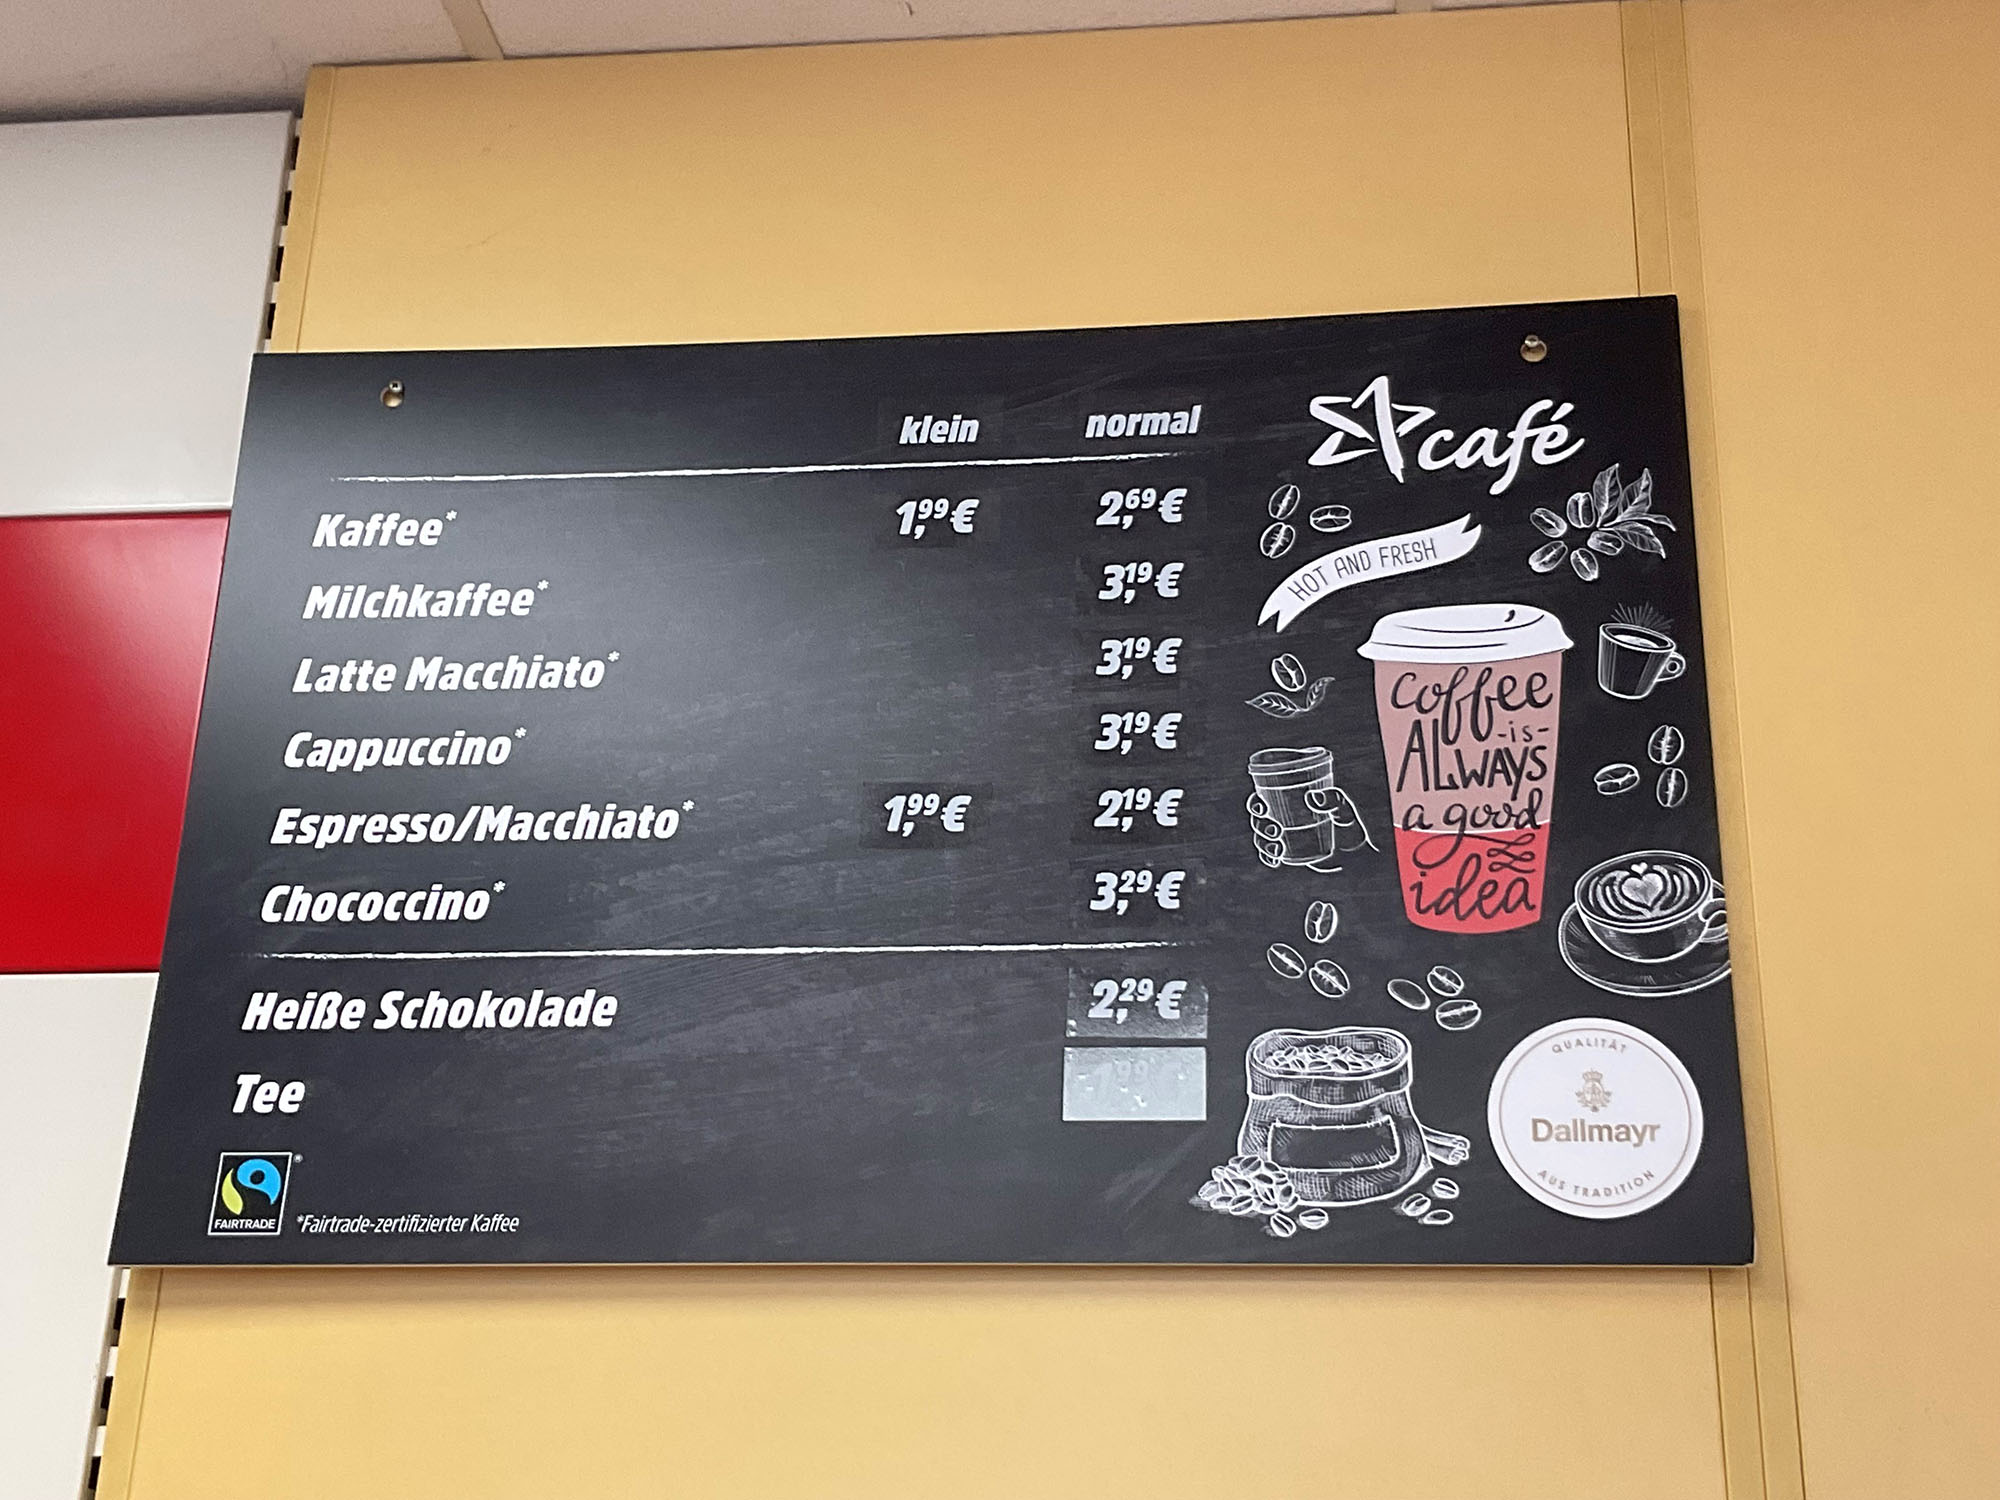 klein normal
café
Kaffee* 1,99 € 2,69 €
Milchkaffee* 3,19 €
Latte Macchiato* 3,19 €
Cappuccino* 3,19 €
Espresso/Macchiato* 1,99 € 2,19 €
Chococcino* 3,29 €
Heiße Schokolade 2,29 €
Tee 1,99 €
FAIRTRADE ®
*Fairtrade-zertifizierter Kaffee
HOT AND FRESH
coffee
-is-
ALWAYS
a good
idea
QUALITÄT
Dallmayr
AUS TRADITION